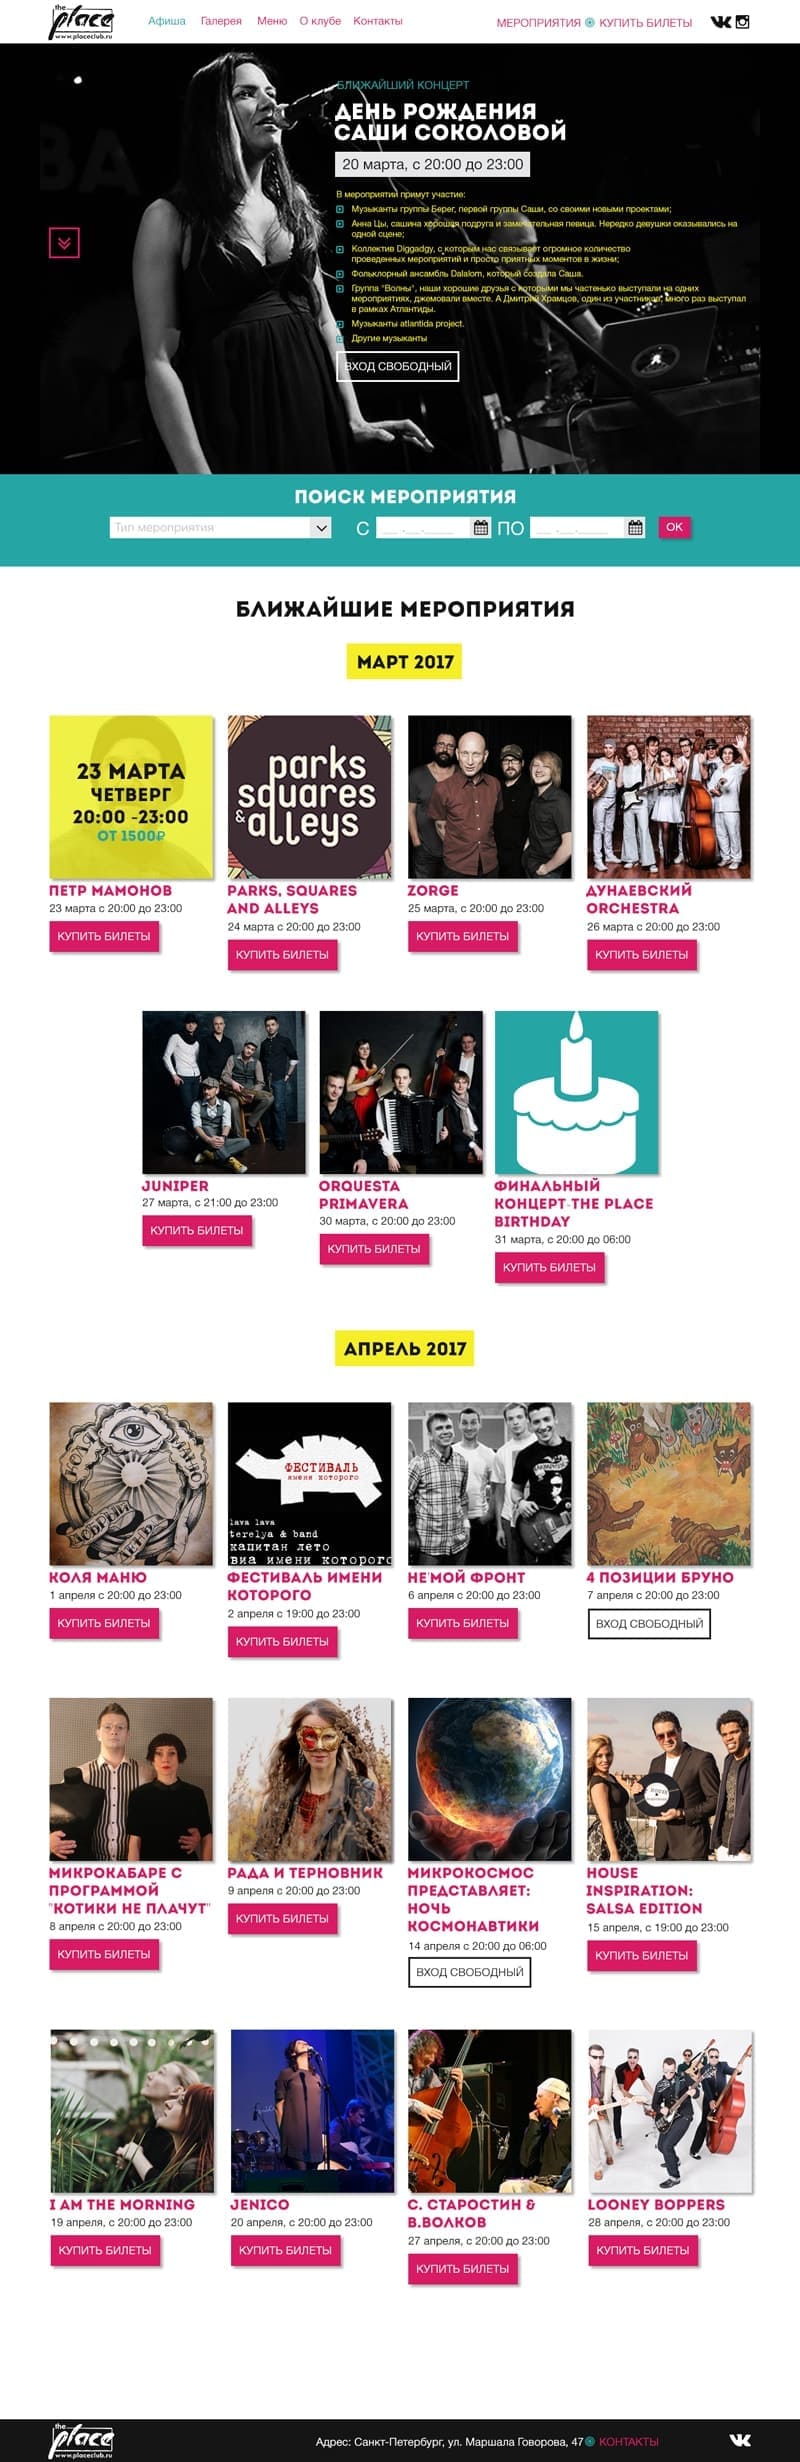 the place
www.placeclub.ru
Афиша Галерея Меню О клубе Контакты
МЕРОПРИЯТИЯ КУПИТЬ БИЛЕТЫ
БЛИЖАЙШИЙ КОНЦЕРТ
ДЕНЬ РОЖДЕНИЯ
САШИ СОКОЛОВОЙ
20 марта, с 20:00 до 23:00
В мероприятии примут участие:
Музыканты группы Берег, первой группы Саши, со своими новыми проектами;
Анна Цы, сашина хорошая подруга и замечательная певица. Нередко девушки оказывались на
одной сцене;
Коллектив Diggadgy, с которым нас связывает огромное количество
проведенных мероприятий и просто приятных моментов в жизни;
Фольклорный ансамбль Dalalom, который создала Саша.
Группа "Волны", наши хорошие друзья с которыми мы частенько выступали на одних
мероприятиях, джемовали вместе. А Дмитрий Храмцов, один из участников, много раз выступал
в рамках Атлантиды.
Музыканты atlantida project.
Другие музыканты
ВХОД СВОБОДНЫЙ
ПОИСК МЕРОПРИЯТИЯ
Тип мероприятия
С __.__.____ ПО __.__.____ ОК
БЛИЖАЙШИЕ МЕРОПРИЯТИЯ
МАРТ 2017
23 МАРТА
ЧЕТВЕРГ
20:00 -23:00
ОТ 1500₽
ПЕТР МАМОНОВ
23 марта с 20:00 до 23:00
КУПИТЬ БИЛЕТЫ
parks
squares
& alleys
PARKS, SQUARES
AND ALLEYS
24 марта с 20:00 до 23:00
КУПИТЬ БИЛЕТЫ
ZORGE
25 марта, с 20:00 до 23:00
КУПИТЬ БИЛЕТЫ
ДУНАЕВСКИЙ
ORCHESTRA
26 марта с 20:00 до 23:00
КУПИТЬ БИЛЕТЫ
JUNIPER
27 марта, с 21:00 до 23:00
КУПИТЬ БИЛЕТЫ
ORQUESTA
PRIMAVERA
30 марта, с 20:00 до 23:00
КУПИТЬ БИЛЕТЫ
ФИНАЛЬНЫЙ
КОНЦЕРТ-THE PLACE
BIRTHDAY
31 марта, с 20:00 до 06:00
КУПИТЬ БИЛЕТЫ
АПРЕЛЬ 2017
КОЛЯ МАНЮ
1 апреля с 20:00 до 23:00
КУПИТЬ БИЛЕТЫ
ФЕСТИВАЛЬ
имени которого
lava lava
terelya & band
капитан лето
виа имени которого
ФЕСТИВАЛЬ ИМЕНИ
КОТОРОГО
2 апреля с 19:00 до 23:00
КУПИТЬ БИЛЕТЫ
НЕ'МОЙ ФРОНТ
6 апреля с 20:00 до 23:00
КУПИТЬ БИЛЕТЫ
4 ПОЗИЦИИ БРУНО
7 апреля с 20:00 до 23:00
ВХОД СВОБОДНЫЙ
МИКРОКАБАРЕ С
ПРОГРАММОЙ
"КОТИКИ НЕ ПЛАЧУТ"
8 апреля с 20:00 до 23:00
КУПИТЬ БИЛЕТЫ
РАДА И ТЕРНОВНИК
9 апреля с 20:00 до 23:00
КУПИТЬ БИЛЕТЫ
МИКРОКОСМОС
ПРЕДСТАВЛЯЕТ:
НОЧЬ
КОСМОНАВТИКИ
14 апреля с 20:00 до 06:00
ВХОД СВОБОДНЫЙ
HOUSE
INSPIRATION:
SALSA EDITION
15 апреля, с 19:00 до 23:00
КУПИТЬ БИЛЕТЫ
I AM THE MORNING
19 апреля, с 20:00 до 23:00
КУПИТЬ БИЛЕТЫ
JENICO
20 апреля, с 20:00 до 23:00
КУПИТЬ БИЛЕТЫ
С. СТАРОСТИН &
В.ВОЛКОВ
27 апреля, с 20:00 до 23:00
КУПИТЬ БИЛЕТЫ
LOONEY BOPPERS
28 апреля, с 20:00 до 23:00
КУПИТЬ БИЛЕТЫ
the place
www.placeclub.ru
Адрес: Санкт-Петербург, ул. Маршала Говорова, 47 КОНТАКТЫ